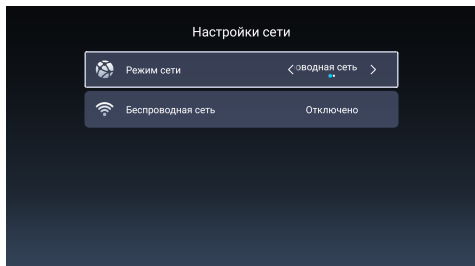 Настройки сети
Режим сети
оводная сеть
Беспроводная сеть
Отключено